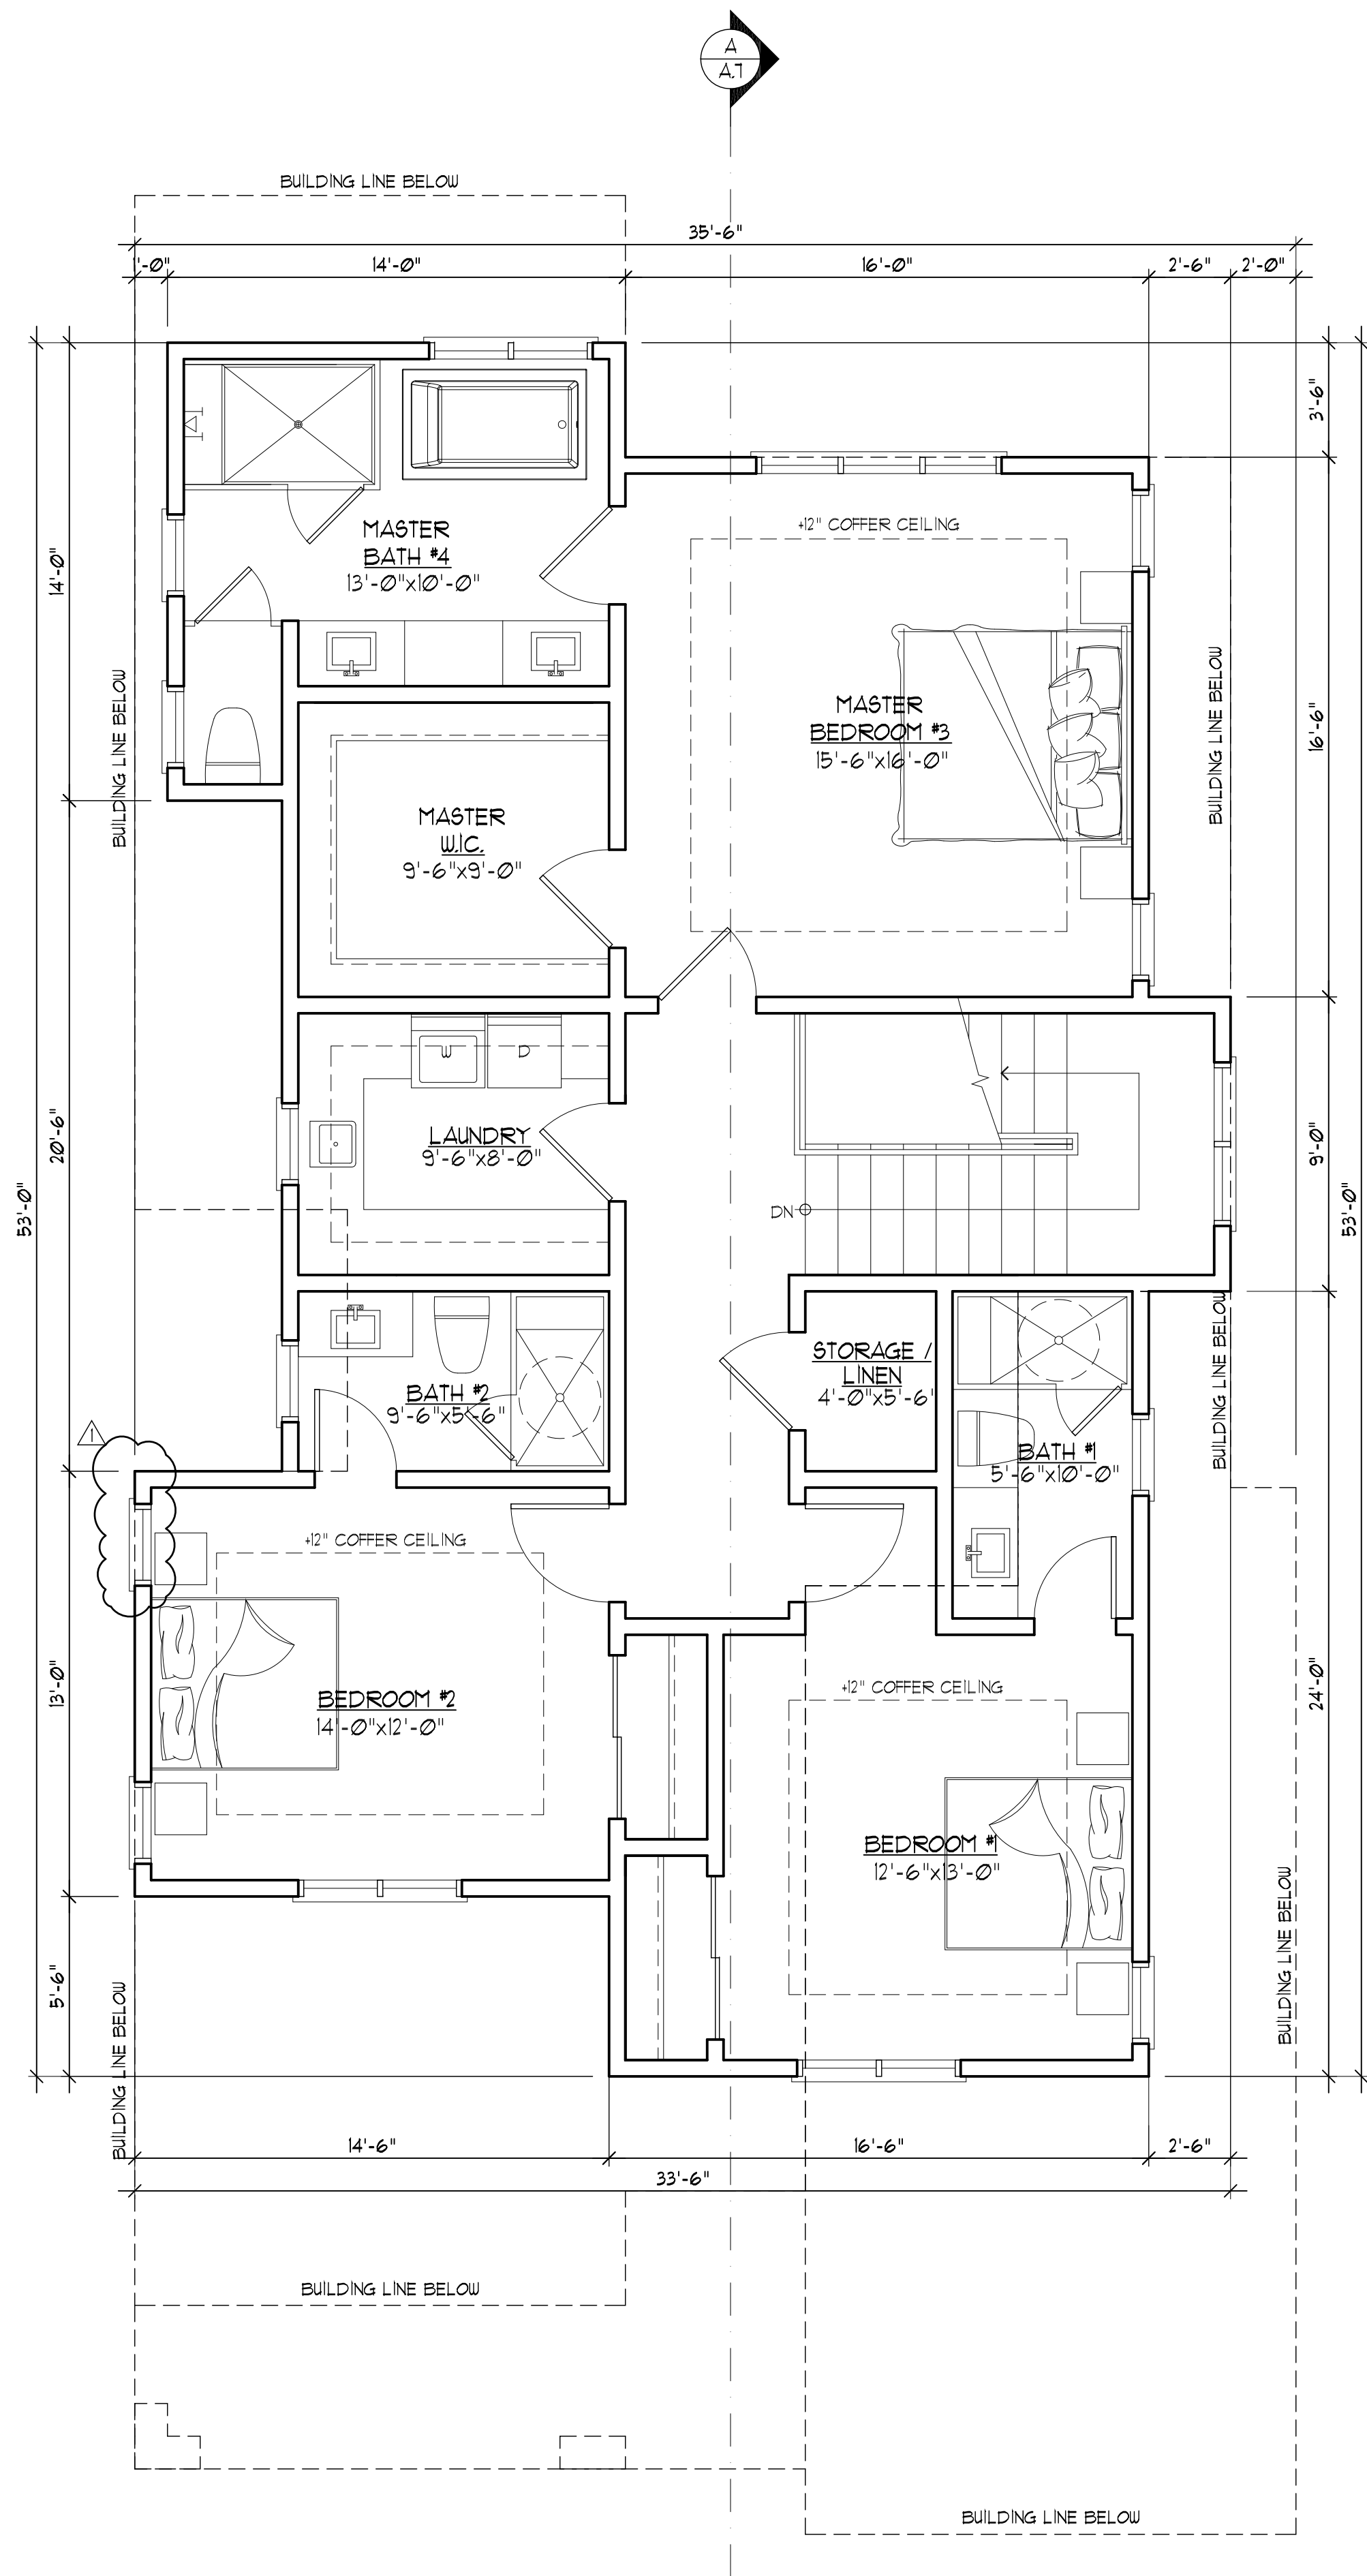 A
A.7
BUILDING LINE BELOW
35'-6"
1'-0"
14'-0"
16'-0"
2'-6"
2'-0"
3'-6"
+12" COFFER CEILING
MASTER
BATH #4
13'-0"x10'-0"
14'-0"
BUILDING LINE BELOW
BUILDING LINE BELOW
MASTER
BEDROOM #3
15'-6"x16'-0"
16'-6"
MASTER
W.I.C.
9'-6"x9'-0"
W
D
LAUNDRY
9'-6"x8'-0"
20'-6"
53'-0"
9'-0"
53'-0"
DN
STORAGE /
LINEN
4'-0"x5'-6"
BATH #2
9'-6"x5'-6"
BUILDING LINE BELOW
BATH #1
5'-6"x10'-0"
1
+12" COFFER CEILING
BEDROOM #2
14'-0"x12'-0"
13'-0"
+12" COFFER CEILING
24'-0"
BEDROOM #1
12'-6"x13'-0"
5'-6"
BUILDING LINE BELOW
BUILDING LINE BELOW
14'-6"
16'-6"
2'-6"
33'-6"
BUILDING LINE BELOW
BUILDING LINE BELOW